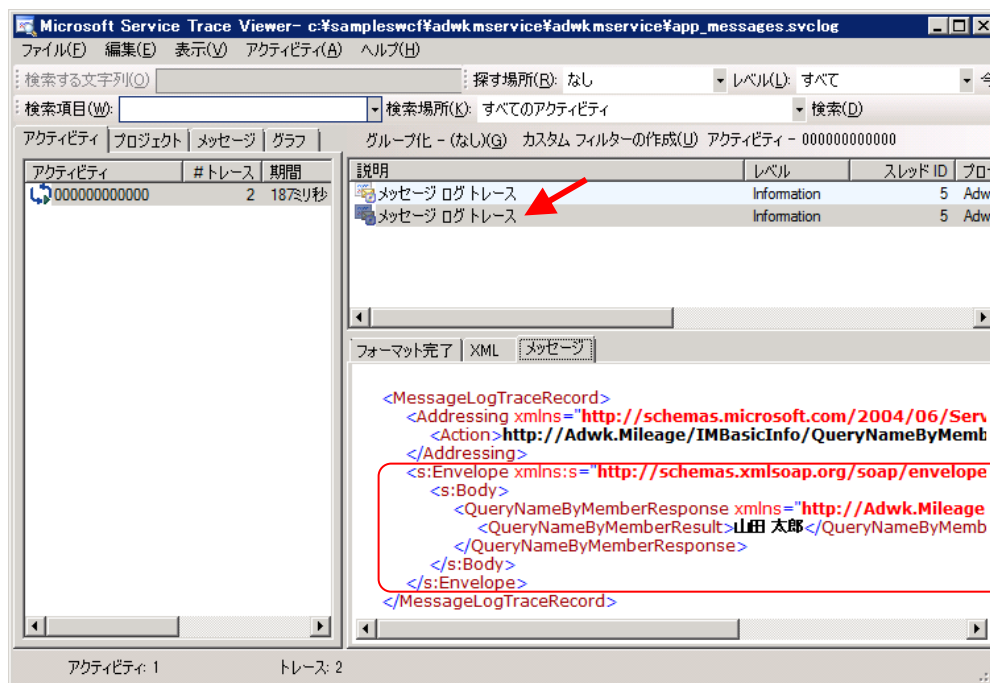 Microsoft Service Trace Viewer- c:¥sampleswcf¥adwkmservice¥adwkmservice¥app_messages.svclog
ファイル(F) 編集(E) 表示(V) アクティビティ(A) ヘルプ(H)
検索する文字列(O) 探す場所(R): なし レベル(L): すべて
検索項目(W): 検索場所(K): すべてのアクティビティ 検索(D)
アクティビティ プロジェクト メッセージ グラフ グループ化 - (なし)(G) カスタム フィルターの作成(U) アクティビティ - 000000000000
アクティビティ # トレース 期間 説明 レベル スレッド ID プロ
000000000000 2 187ミリ秒 メッセージ ログ トレース Information 5 Adw
メッセージ ログ トレース Information 5 Adw
フォーマット完了 XML メッセージ
<MessageLogTraceRecord>
<Addressing xmlns="http://schemas.microsoft.com/2004/06/Serv
<Action>http://Adwk.Mileage/IMBasicInfo/QueryNameByMemb
</Addressing>
<s:Envelope xmlns:s="http://schemas.xmlsoap.org/soap/envelope
<s:Body>
<QueryNameByMemberResponse xmlns="http://Adwk.Mileage
<QueryNameByMemberResult>山田 太郎</QueryNameByMemb
</QueryNameByMemberResponse>
</s:Body>
</s:Envelope>
</MessageLogTraceRecord>
アクティビティ: 1 トレース: 2